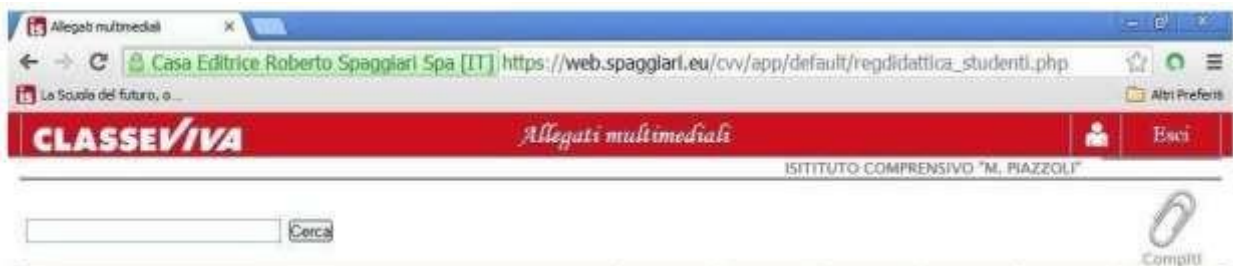 Allegati multimediali
Casa Editrice Roberto Spaggiari Spa [IT] https://web.spaggiari.eu/cvv/app/default/regdidattica_studenti.php
La Scuola del futuro, o...
Altri Preferiti
CLASSEVIVA
Allegati multimediali
Esci
ISITITUTO COMPRENSIVO "M. PIAZZOLI"
Cerca
Compiti